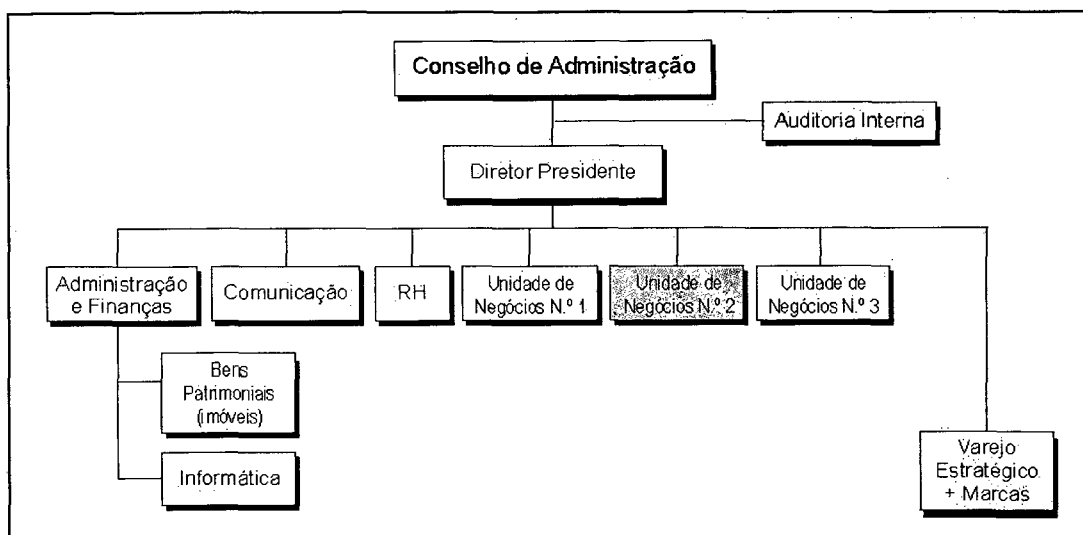 Conselho de Administração
Auditoria Interna
Diretor Presidente
Administração
e Finanças
Comunicação
RH
Unidade de
Negócios N.º 1
Unidade de
Negócios N.º 2
Unidade de
Negócios N.º 3
Bens
Patrimoniais
(imóveis)
Informática
Varejo
Estratégico
+ Marcas